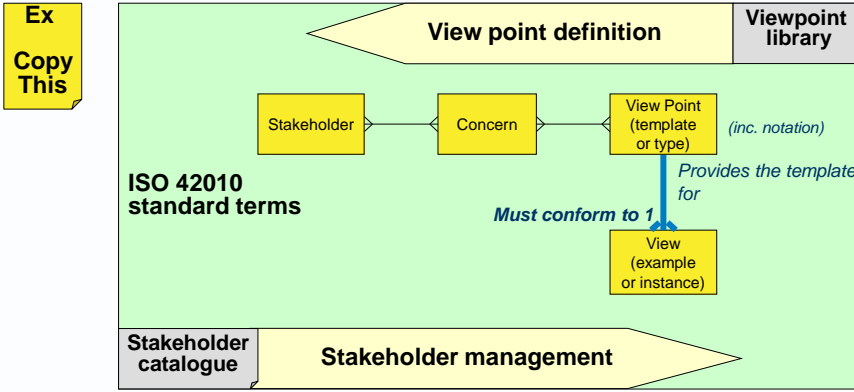 Ex
Copy
This
View point definition
Viewpoint
library
Stakeholder
Concern
View Point
(template
or type)
(inc. notation)
ISO 42010
standard terms
Provides the template
for
Must conform to 1
View
(example
or instance)
Stakeholder
catalogue
Stakeholder management